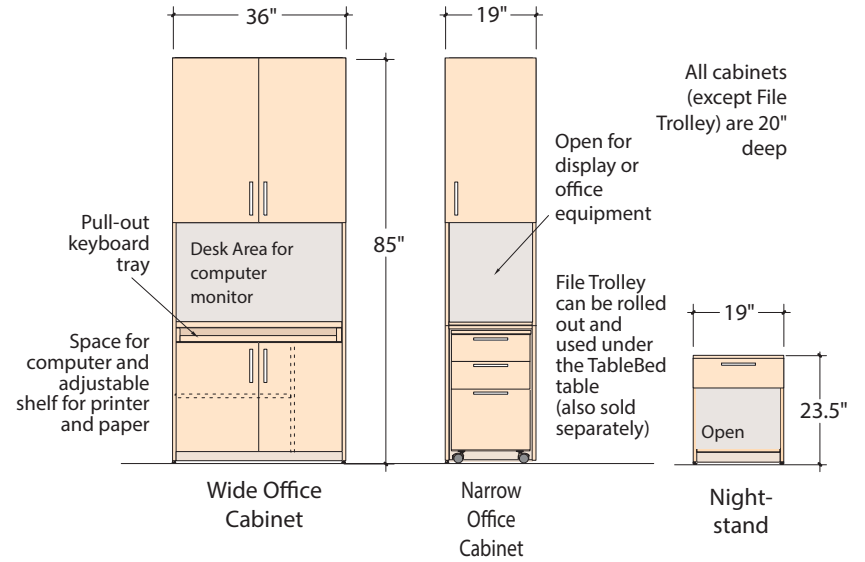 36"
19"
All cabinets
(except File
Trolley) are 20"
deep
Open for
display or
office
equipment
Pull-out
keyboard
tray
Desk Area for
computer
monitor
85"
File Trolley
can be rolled
out and
used under
the TableBed
table
(also sold
separately)
19"
Space for
computer and
adjustable
shelf for printer
and paper
23.5"
Open
Wide Office
Cabinet
Narrow
Office
Cabinet
Night-
stand